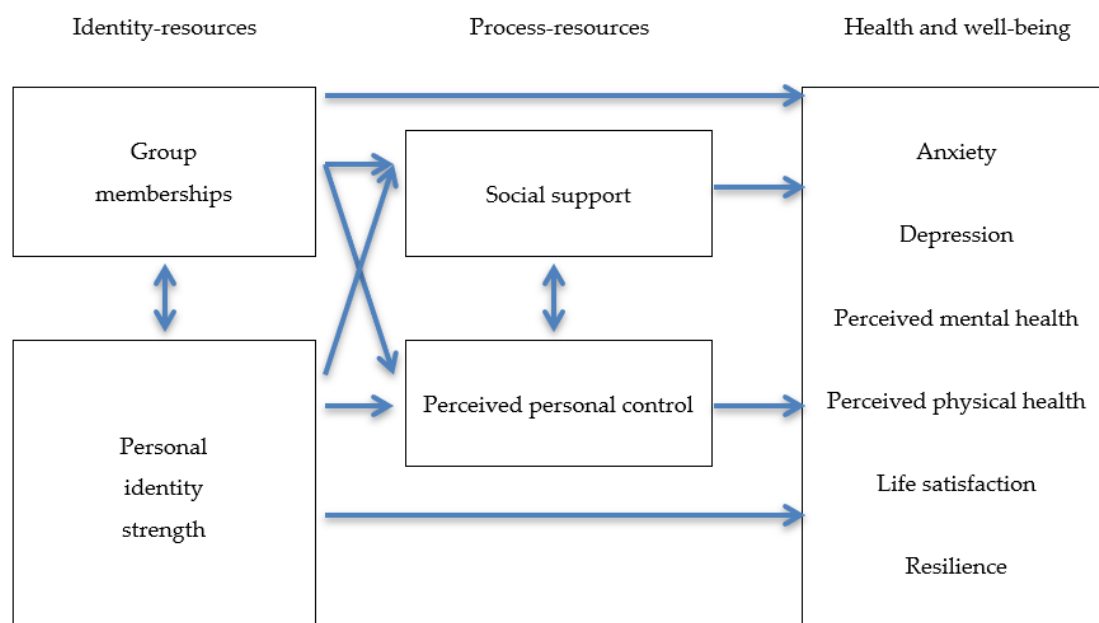 Identity-resources
Process-resources
Health and well-being
Group
memberships
Social support
Anxiety
Depression
Perceived mental health
Personal
identity
strength
Perceived personal control
Perceived physical health
Life satisfaction
Resilience